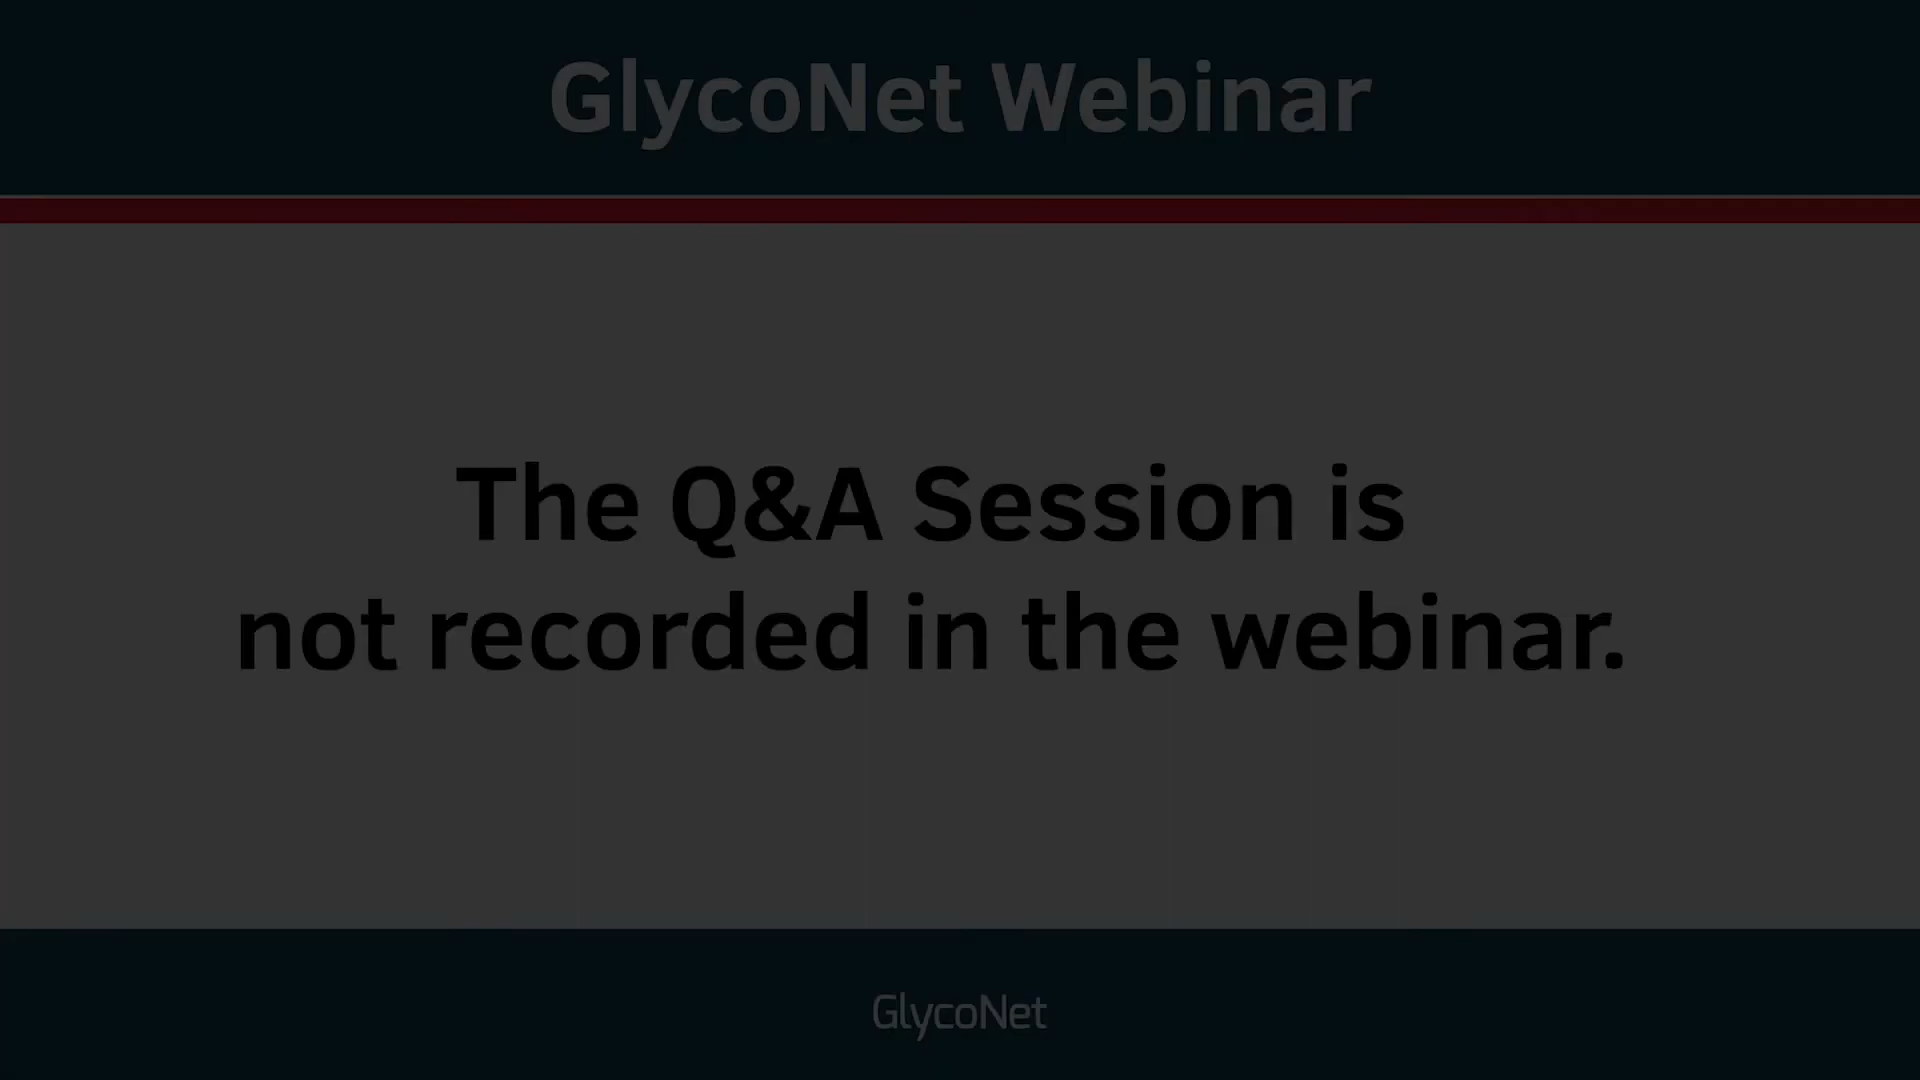 GlycoNet Webinar
The Q&A Session is
not recorded in the webinar.
GlycoNet